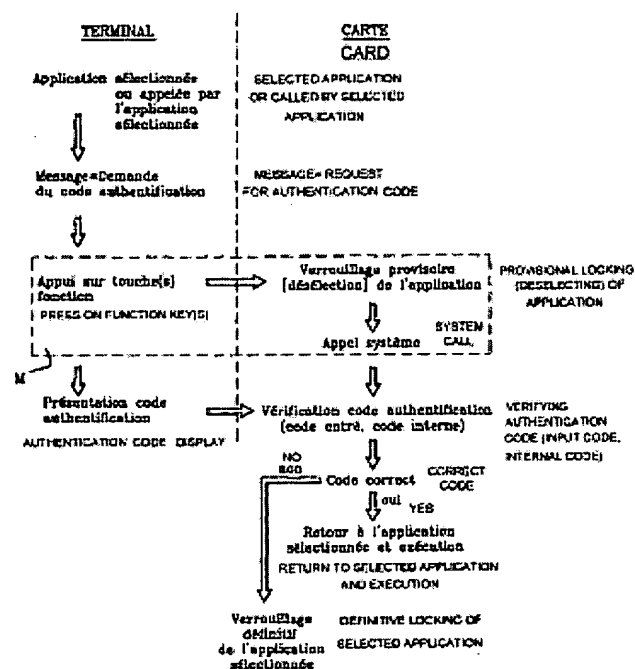 TERMINAL
CARTE
CARD
Application sélectionnée
ou appelée par
l'application
sélectionnée
SELECTED APPLICATION
OR CALLED BY SELECTED
APPLICATION
Message=Demande
du code authentification
MESSAGE= REQUEST
FOR AUTHENTICATION CODE
Appui sur touche(s)
fonction
PRESS ON FUNCTION KEY(S)
Verrouillage provisoire
[désélection] de l'application
PROVISIONAL LOCKING
(DESELECTING) OF
APPLICATION
Appel système
SYSTEM
CALL
M
Présentation code
authentification
AUTHENTICATION CODE DISPLAY
Vérification code authentification
(code entré, code interne)
VERIFYING
AUTHENTICATION
CODE (INPUT CODE,
INTERNAL CODE)
NO
Code correct
CORRECT
CODE
oui
YES
Retour à l'application
sélectionnée et exécution
RETURN TO SELECTED APPLICATION
AND EXECUTION
Verrouillage
définitif
de l'application
sélectionnée
DEFINITIVE LOCKING OF
SELECTED APPLICATION